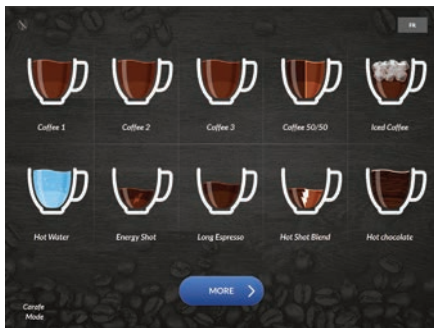 FR
Coffee 1
Coffee 2
Coffee 3
Coffee 50/50
Iced Coffee
Hot Water
Energy Shot
Long Espresso
Hot Shot Blend
Hot chocolate
MORE
Carafe
Mode